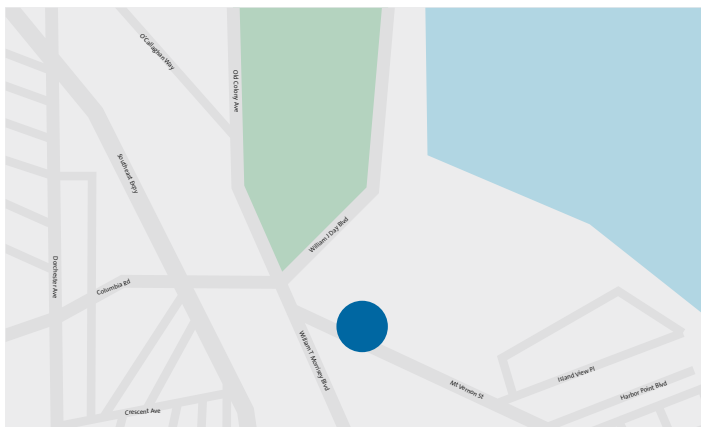 O'Callaghan Way
Old Colony Ave
Southeast Expy
William J Day Blvd
Dorchester Ave
Columbia Rd
William T Morrisey Blvd
Mt Vernon St
Island View Pl
Harbor Point Blvd
Crescent Ave